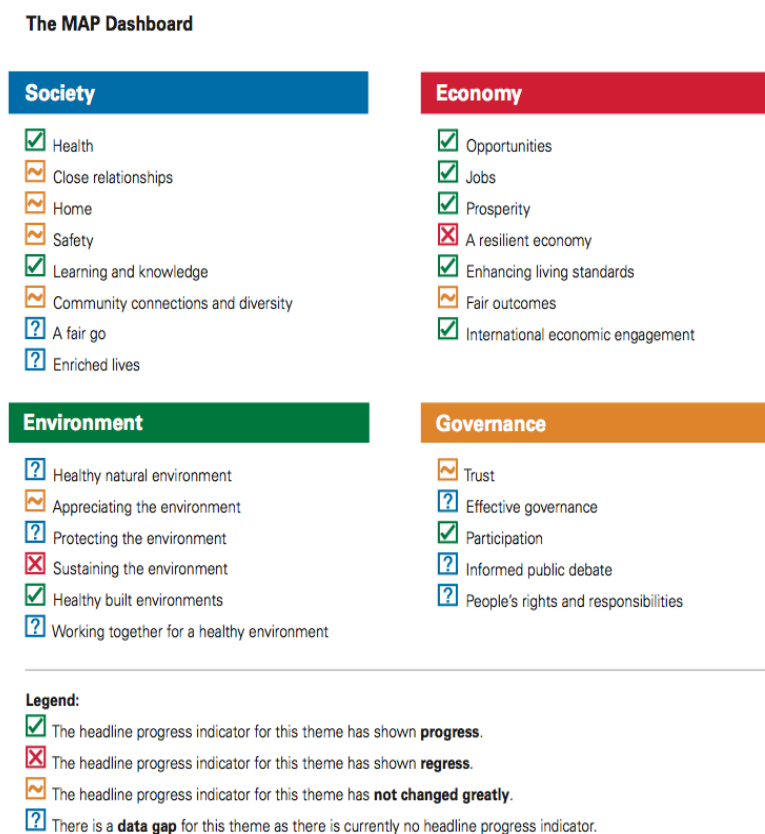 The MAP Dashboard
Society
Health
Close relationships
Home
Safety
Learning and knowledge
Community connections and diversity
A fair go
Enriched lives
Economy
Opportunities
Jobs
Prosperity
A resilient economy
Enhancing living standards
Fair outcomes
International economic engagement
Environment
Healthy natural environment
Appreciating the environment
Protecting the environment
Sustaining the environment
Healthy built environments
Working together for a healthy environment
Governance
Trust
Effective governance
Participation
Informed public debate
People's rights and responsibilities
Legend:
The headline progress indicator for this theme has shown progress.
The headline progress indicator for this theme has shown regress.
The headline progress indicator for this theme has not changed greatly.
There is a data gap for this theme as there is currently no headline progress indicator.